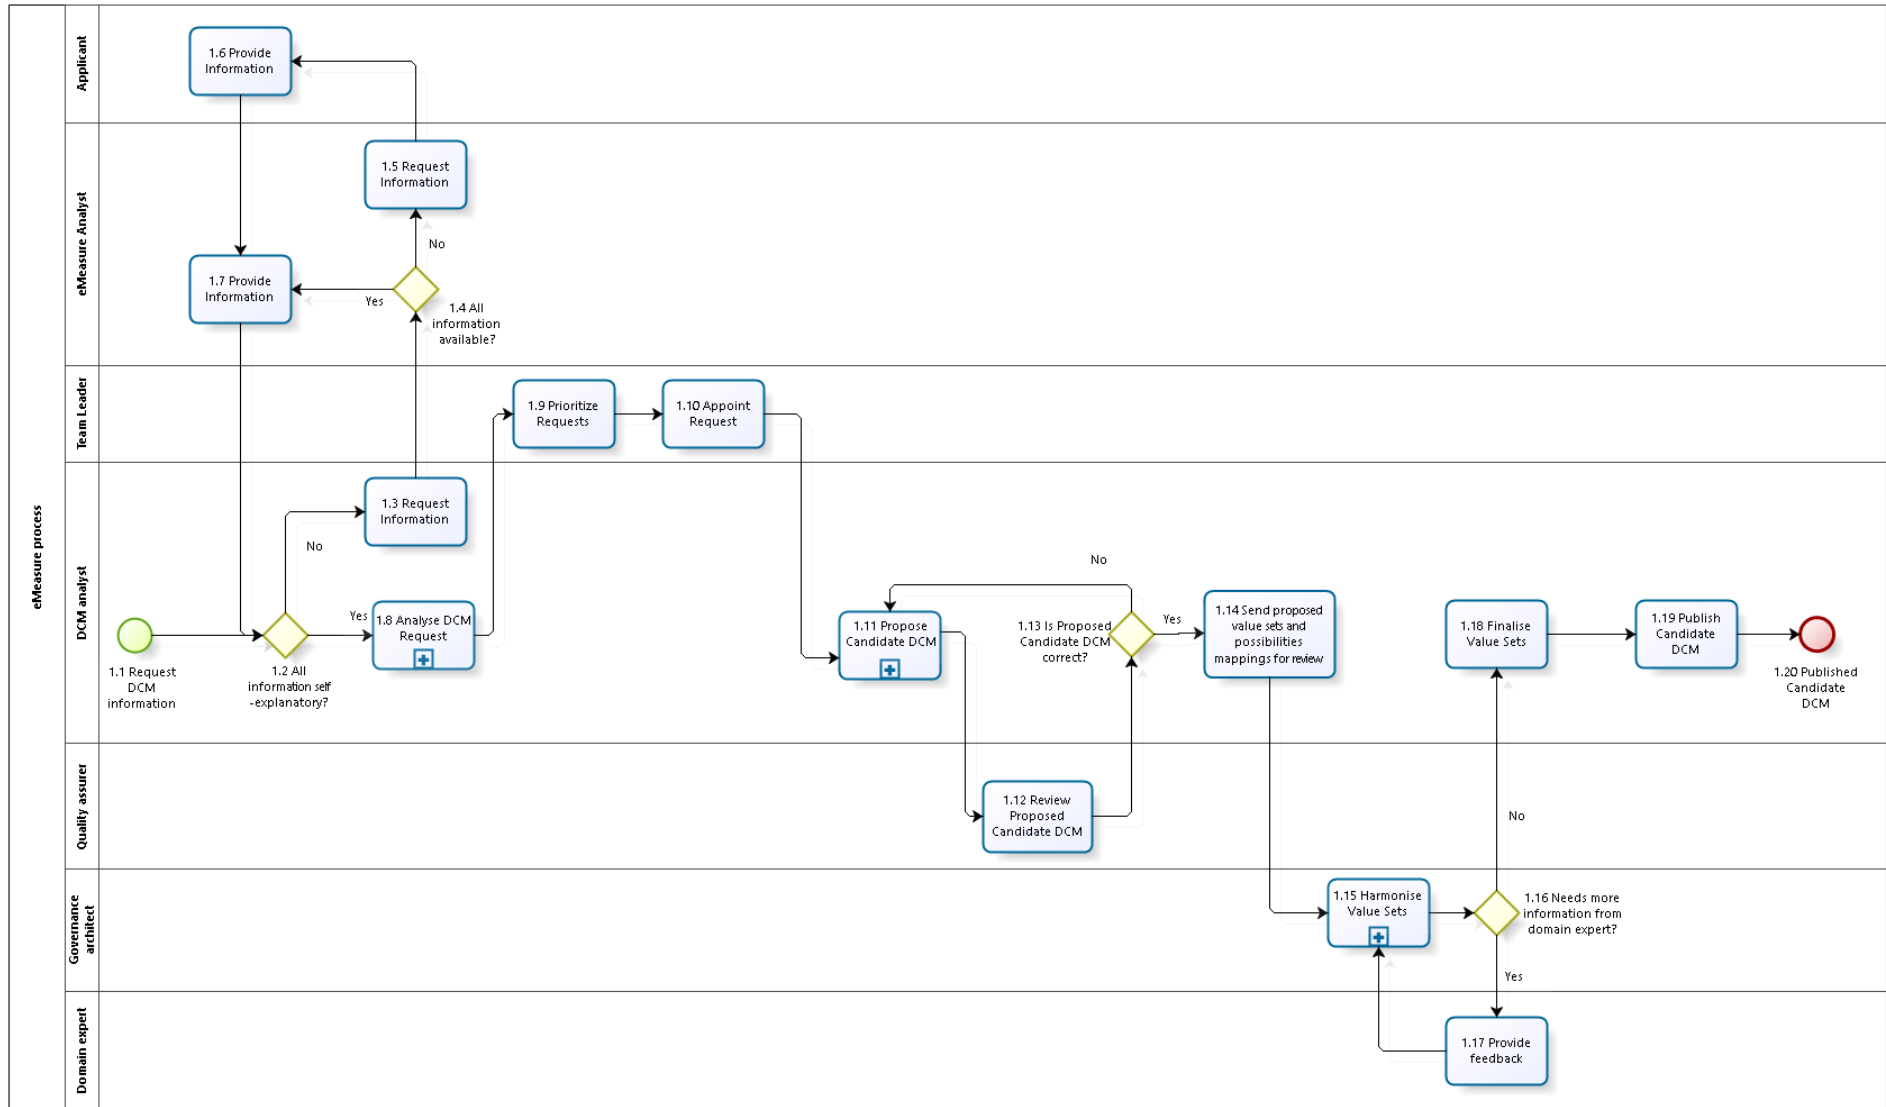 eMeasure process
Applicant
1.6 Provide
Information
eMeasure Analyst
1.5 Request
Information
No
1.7 Provide
Information
Yes
1.4 All
information
available?
Team Leader
1.9 Prioritize
Requests
1.10 Appoint
Request
DCM analyst
1.3 Request
Information
No
1.1 Request
DCM
information
1.2 All
information self
-explanatory?
Yes
1.8 Analyse DCM
Request
1.11 Propose
Candidate DCM
No
1.13 Is Proposed
Candidate DCM
correct?
Yes
1.14 Send proposed
value sets and
possibilities
mappings for review
1.18 Finalise
Value Sets
1.19 Publish
Candidate
DCM
1.20 Published
Candidate
DCM
Quality assurer
1.12 Review
Proposed
Candidate DCM
No
Governance
architect
1.15 Harmonise
Value Sets
1.16 Needs more
information from
domain expert?
Yes
Domain expert
1.17 Provide
feedback